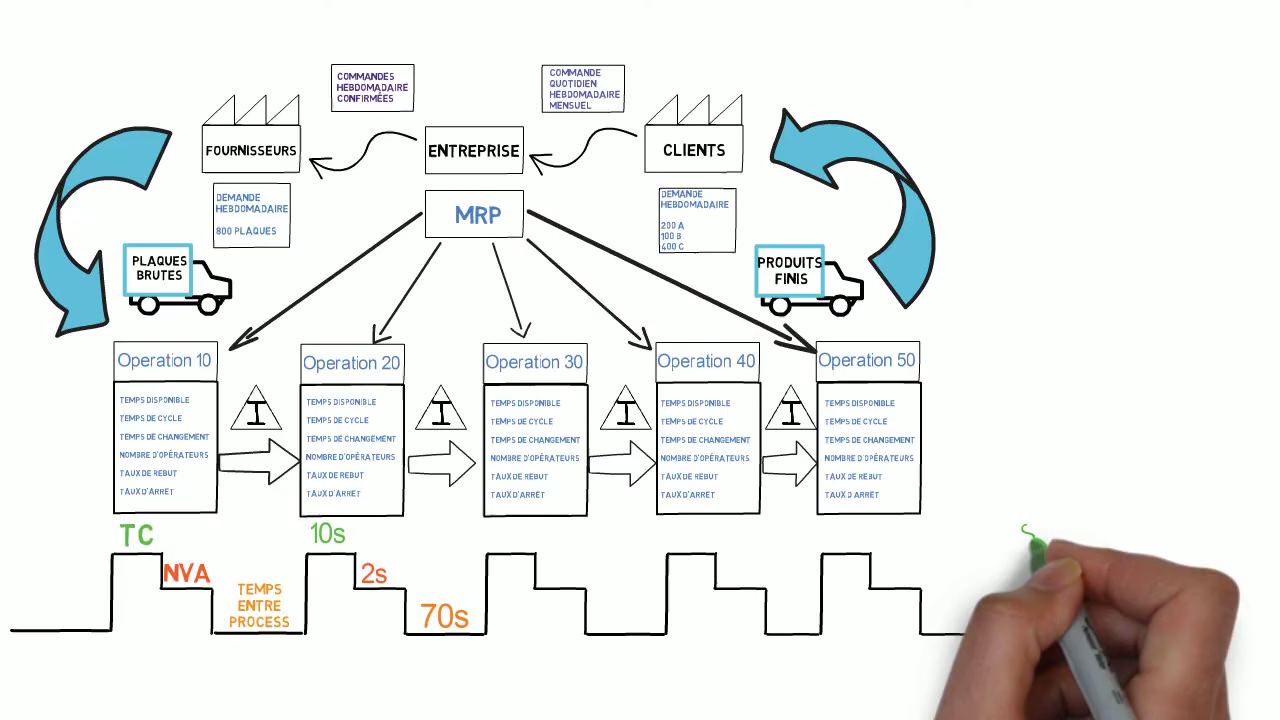 COMMANDES
HEBDOMADAIRE
CONFIRMÉES
COMMANDE
QUOTIDIEN
HEBDOMADAIRE
MENSUEL
FOURNISSEURS
ENTREPRISE
CLIENTS
DEMANDE
HEBDOMADAIRE
800 PLAQUES
MRP
DEMANDE
HEBDOMADAIRE
200 A
100 B
400 C
PLAQUES
BRUTES
PRODUITS
FINIS
Operation 10
Operation 20
Operation 30
Operation 40
Operation 50
TEMPS DISPONIBLE
TEMPS DE CYCLE
TEMPS DE CHANGEMENT
NOMBRE D'OPÉRATEURS
TAUX DE REBUT
TAUX D'ARRET
I
TEMPS DISPONIBLE
TEMPS DE CYCLE
TEMPS DE CHANGEMENT
NOMBRE D'OPÉRATEURS
TAUX DE REBUT
TAUX D'ARRET
I
TEMPS DISPONIBLE
TEMPS DE CYCLE
TEMPS DE CHANGEMENT
NOMBRE D'OPÉRATEURS
TAUX DE REBUT
TAUX D'ARRET
I
TEMPS DISPONIBLE
TEMPS DE CYCLE
TEMPS DE CHANGEMENT
NOMBRE D'OPÉRATEURS
TAUX DE REBUT
TAUX D'ARRET
I
TEMPS DISPONIBLE
TEMPS DE CYCLE
TEMPS DE CHANGEMENT
NOMBRE D'OPÉRATEURS
TAUX DE REBUT
TAUX D'ARRET
TC
NVA
TEMPS
ENTRE
PROCESS
10s
2s
70s